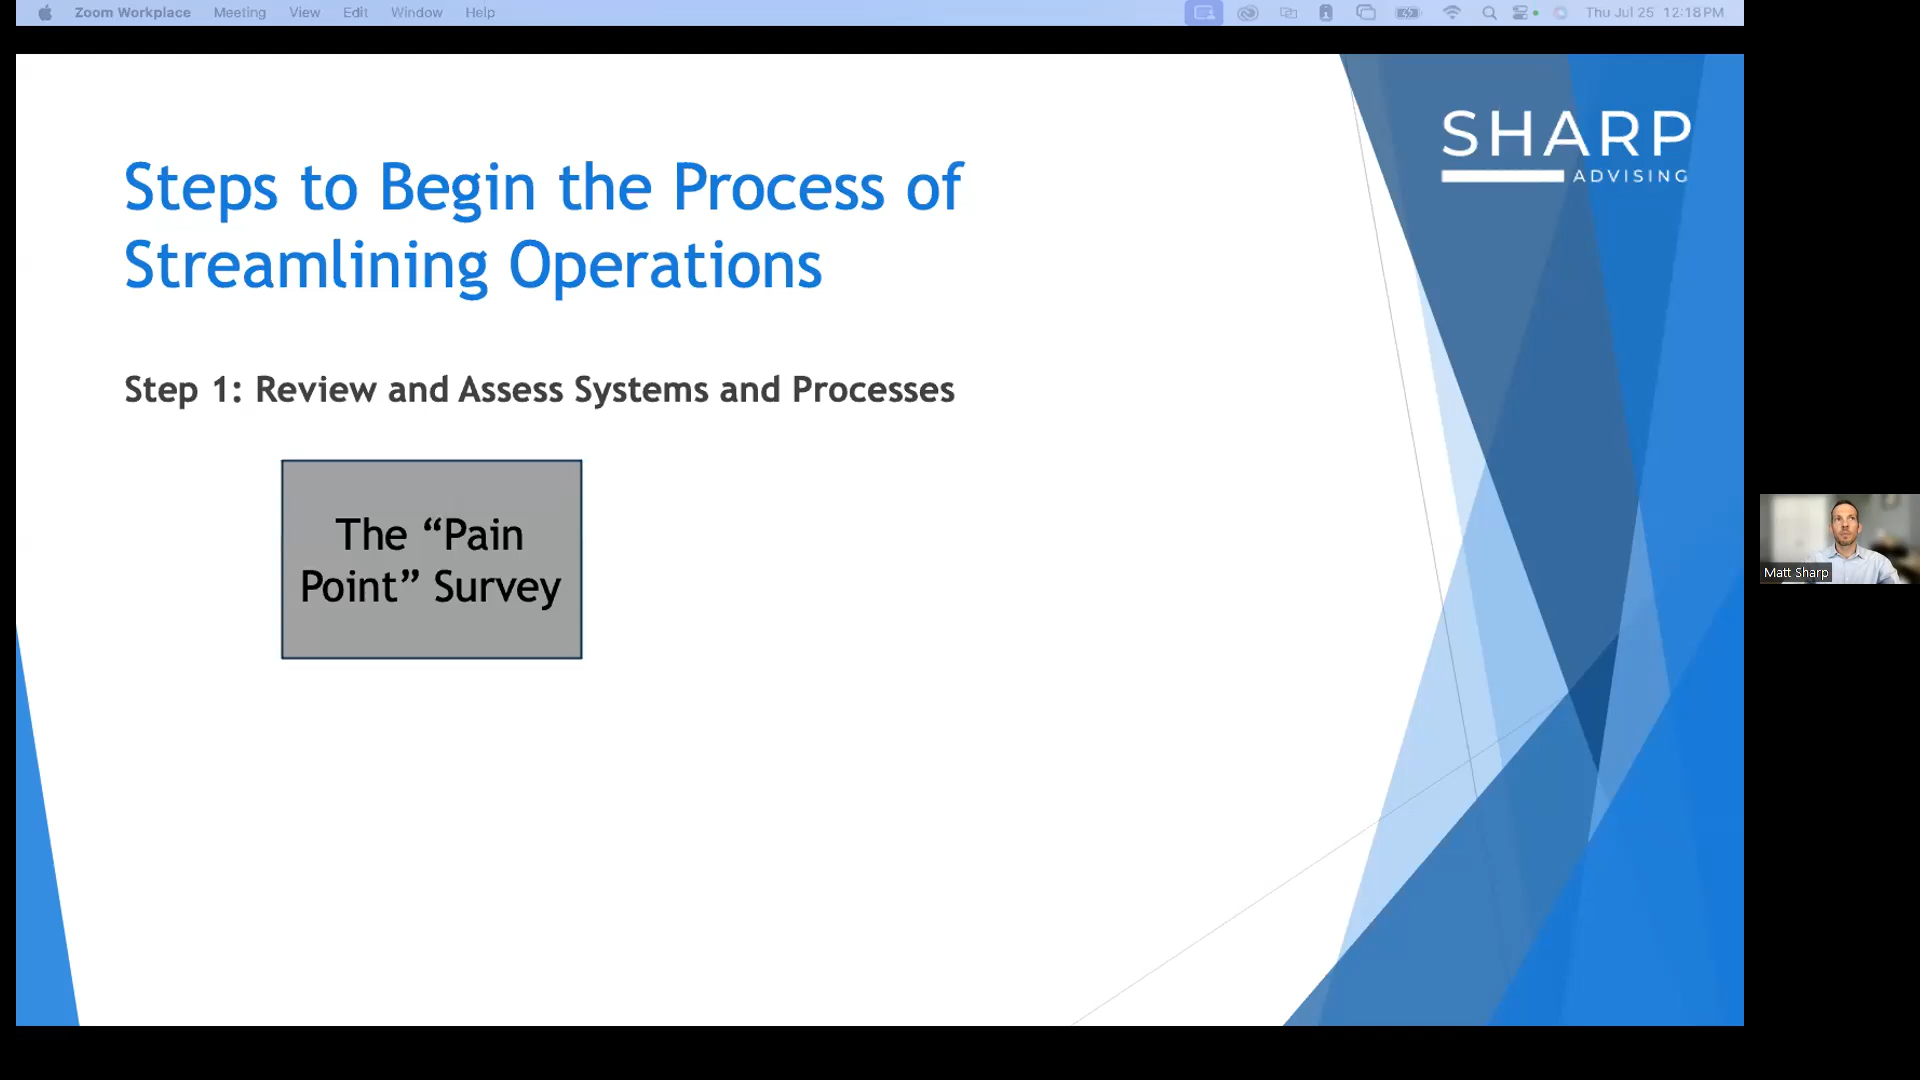 Zoom Workplace Meeting View Edit Window Help Thu Jul 25 12:18 PM
SHARP
ADVISING
Steps to Begin the Process of
Streamlining Operations
Step 1: Review and Assess Systems and Processes
The “Pain
Point” Survey
Matt Sharp